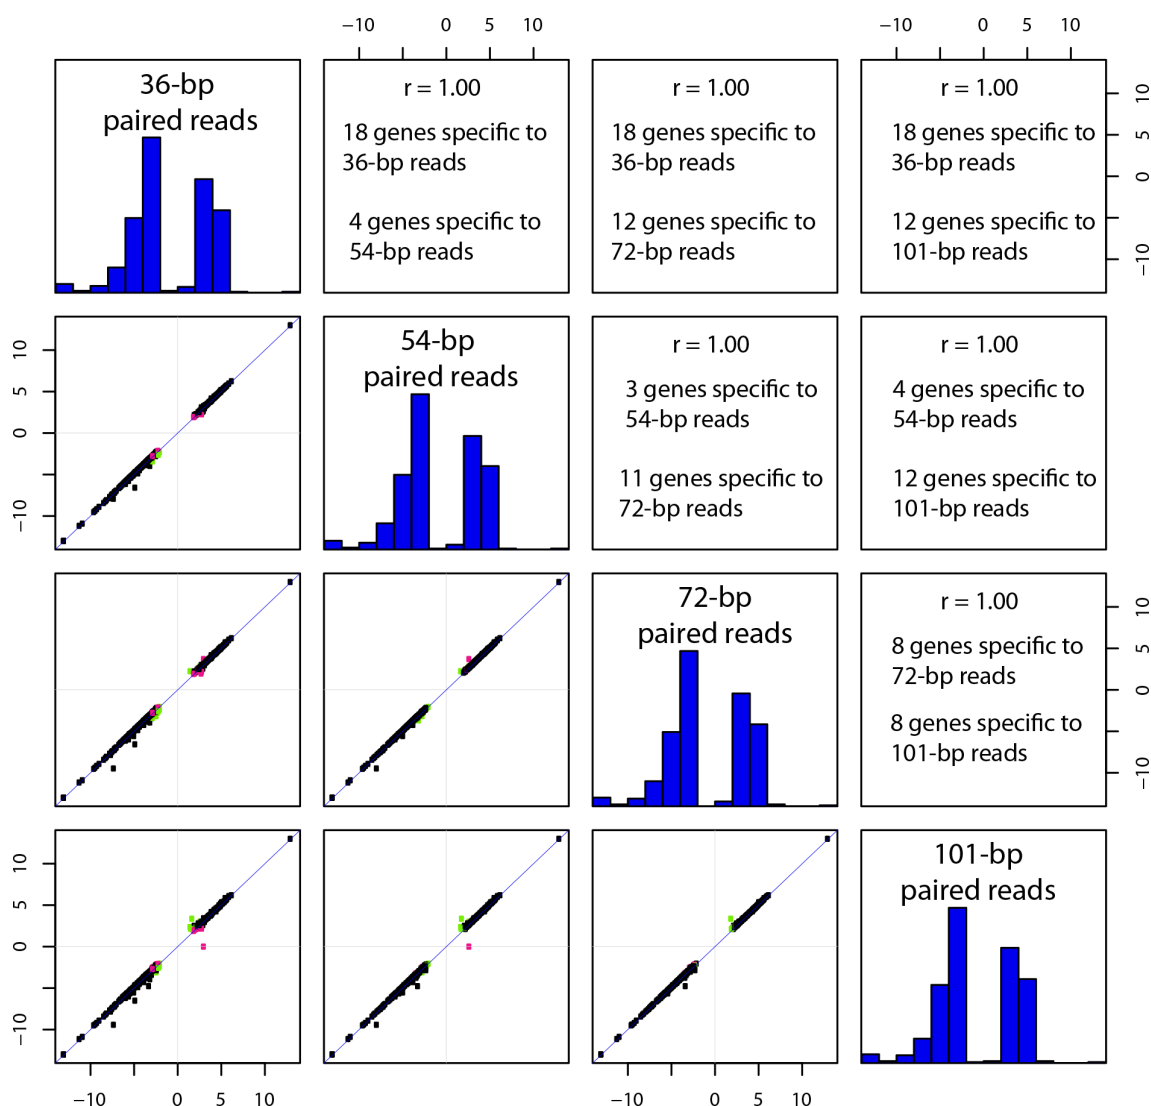 −10 0 5 10 −10 0 5 10
36-bp
paired reads
r = 1.00
18 genes specific to
36-bp reads
4 genes specific to
54-bp reads
r = 1.00
18 genes specific to
36-bp reads
12 genes specific to
72-bp reads
r = 1.00
18 genes specific to
36-bp reads
12 genes specific to
101-bp reads
10
5
0
−10
10
5
0
−10
54-bp
paired reads
r = 1.00
3 genes specific to
54-bp reads
11 genes specific to
72-bp reads
r = 1.00
4 genes specific to
54-bp reads
12 genes specific to
101-bp reads
72-bp
paired reads
r = 1.00
8 genes specific to
72-bp reads
8 genes specific to
101-bp reads
10
5
0
−10
10
5
0
−10
101-bp
paired reads
−10 0 5 10 −10 0 5 10